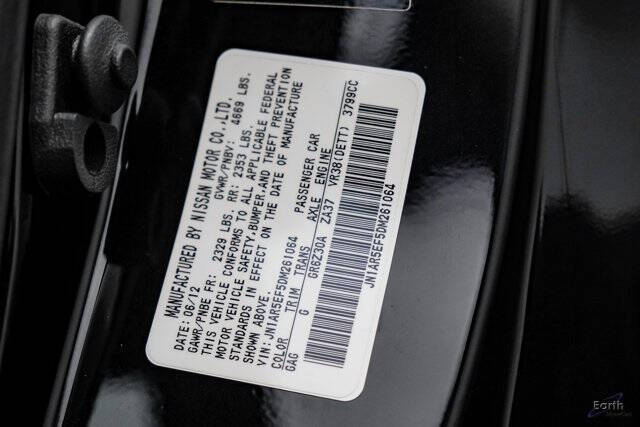 MANUFACTURED BY NISSAN MOTOR CO.,LTD.
DATE: 06/12 GVWR/PNBV: 4669 LBS.
GAWR/PNBE FR: 2329 LBS. RR: 2353 LBS.
THIS VEHICLE CONFORMS TO ALL APPLICABLE FEDERAL
MOTOR VEHICLE SAFETY, BUMPER, AND THEFT PREVENTION
STANDARDS IN EFFECT ON THE DATE OF MANUFACTURE
SHOWN ABOVE.
VIN: JN1AR5EF5DM261064 PASSENGER CAR
COLOR TRIM TRANS AXLE ENGINE
GAG G GR6Z30A ZA37 VR38(DETT) 3799CC
JN1AR5EF5DM261064
Earth